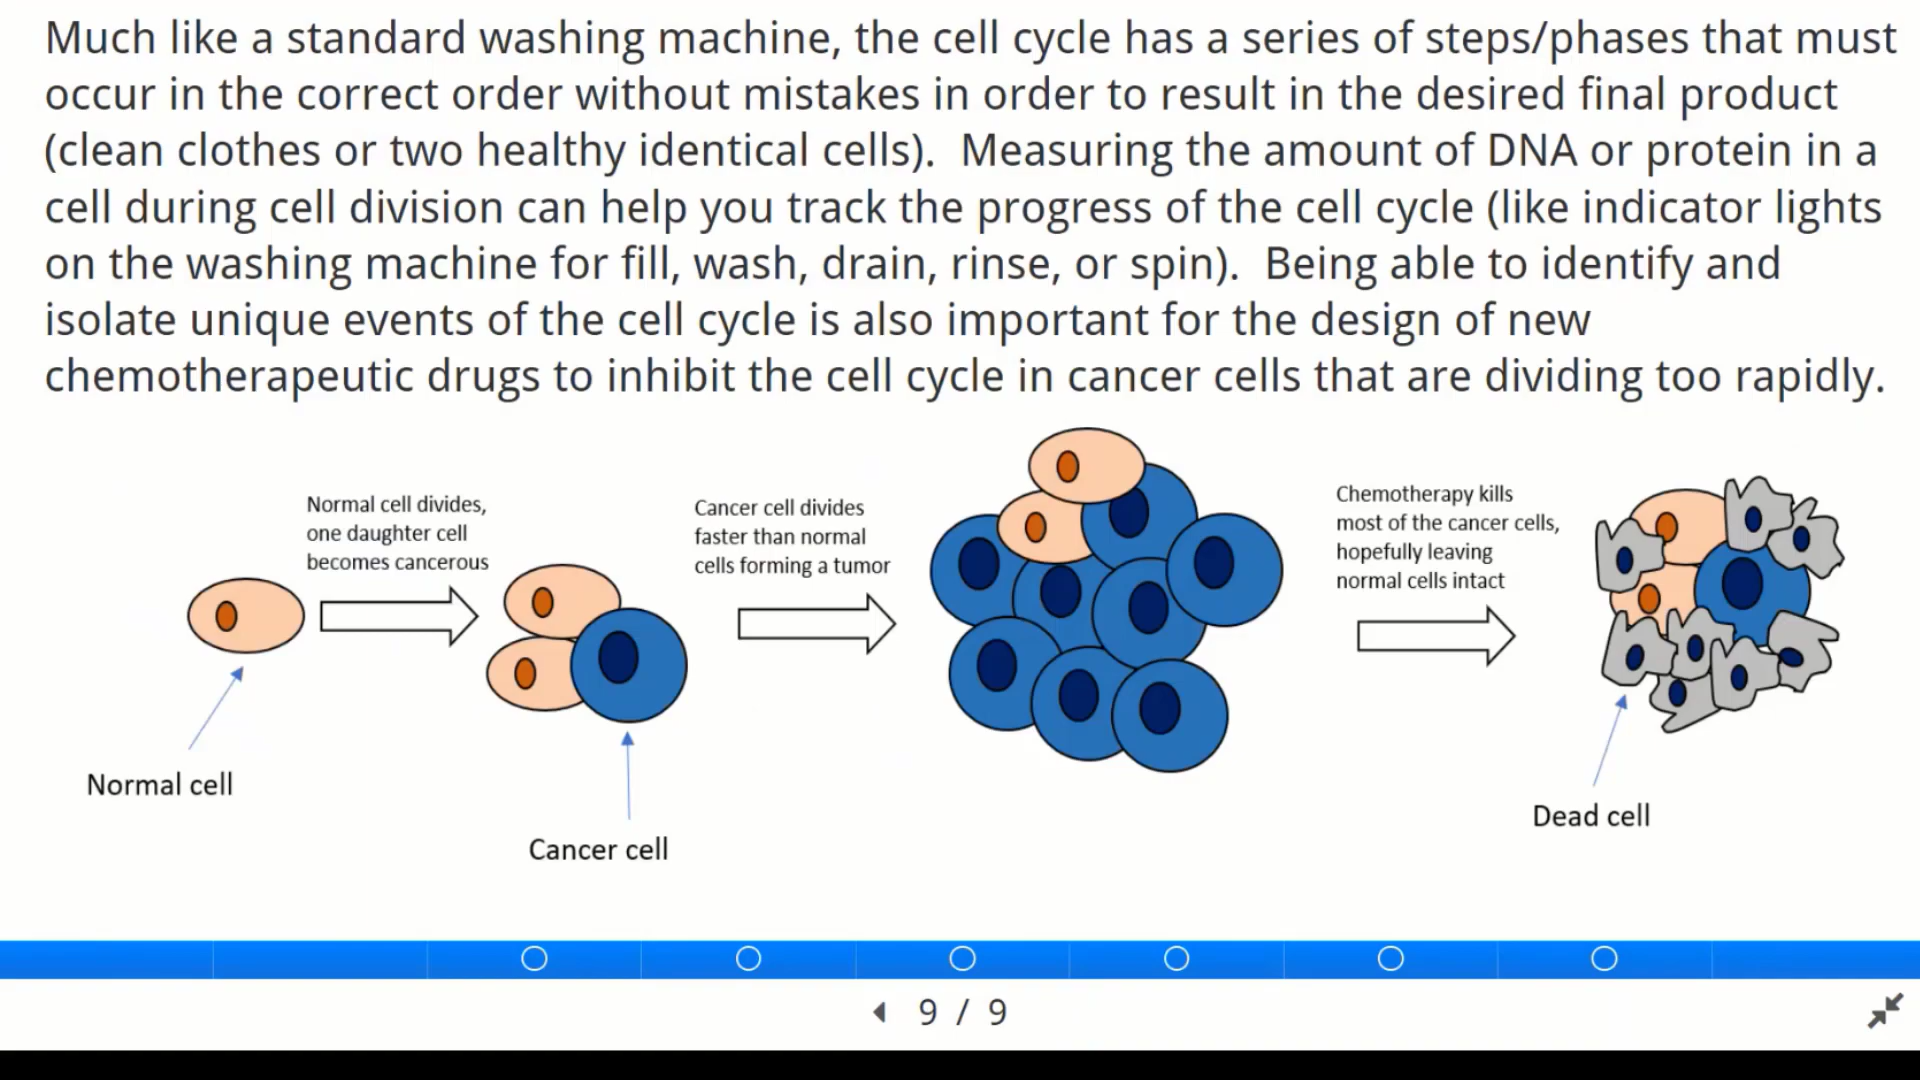 Much like a standard washing machine, the cell cycle has a series of steps/phases that must
occur in the correct order without mistakes in order to result in the desired final product
(clean clothes or two healthy identical cells).  Measuring the amount of DNA or protein in a
cell during cell division can help you track the progress of the cell cycle (like indicator lights
on the washing machine for fill, wash, drain, rinse, or spin).  Being able to identify and
isolate unique events of the cell cycle is also important for the design of new
chemotherapeutic drugs to inhibit the cell cycle in cancer cells that are dividing too rapidly.
Normal cell divides,
one daughter cell
becomes cancerous
Cancer cell divides
faster than normal
cells forming a tumor
Chemotherapy kills
most of the cancer cells,
hopefully leaving
normal cells intact
Normal cell
Cancer cell
Dead cell
9 / 9